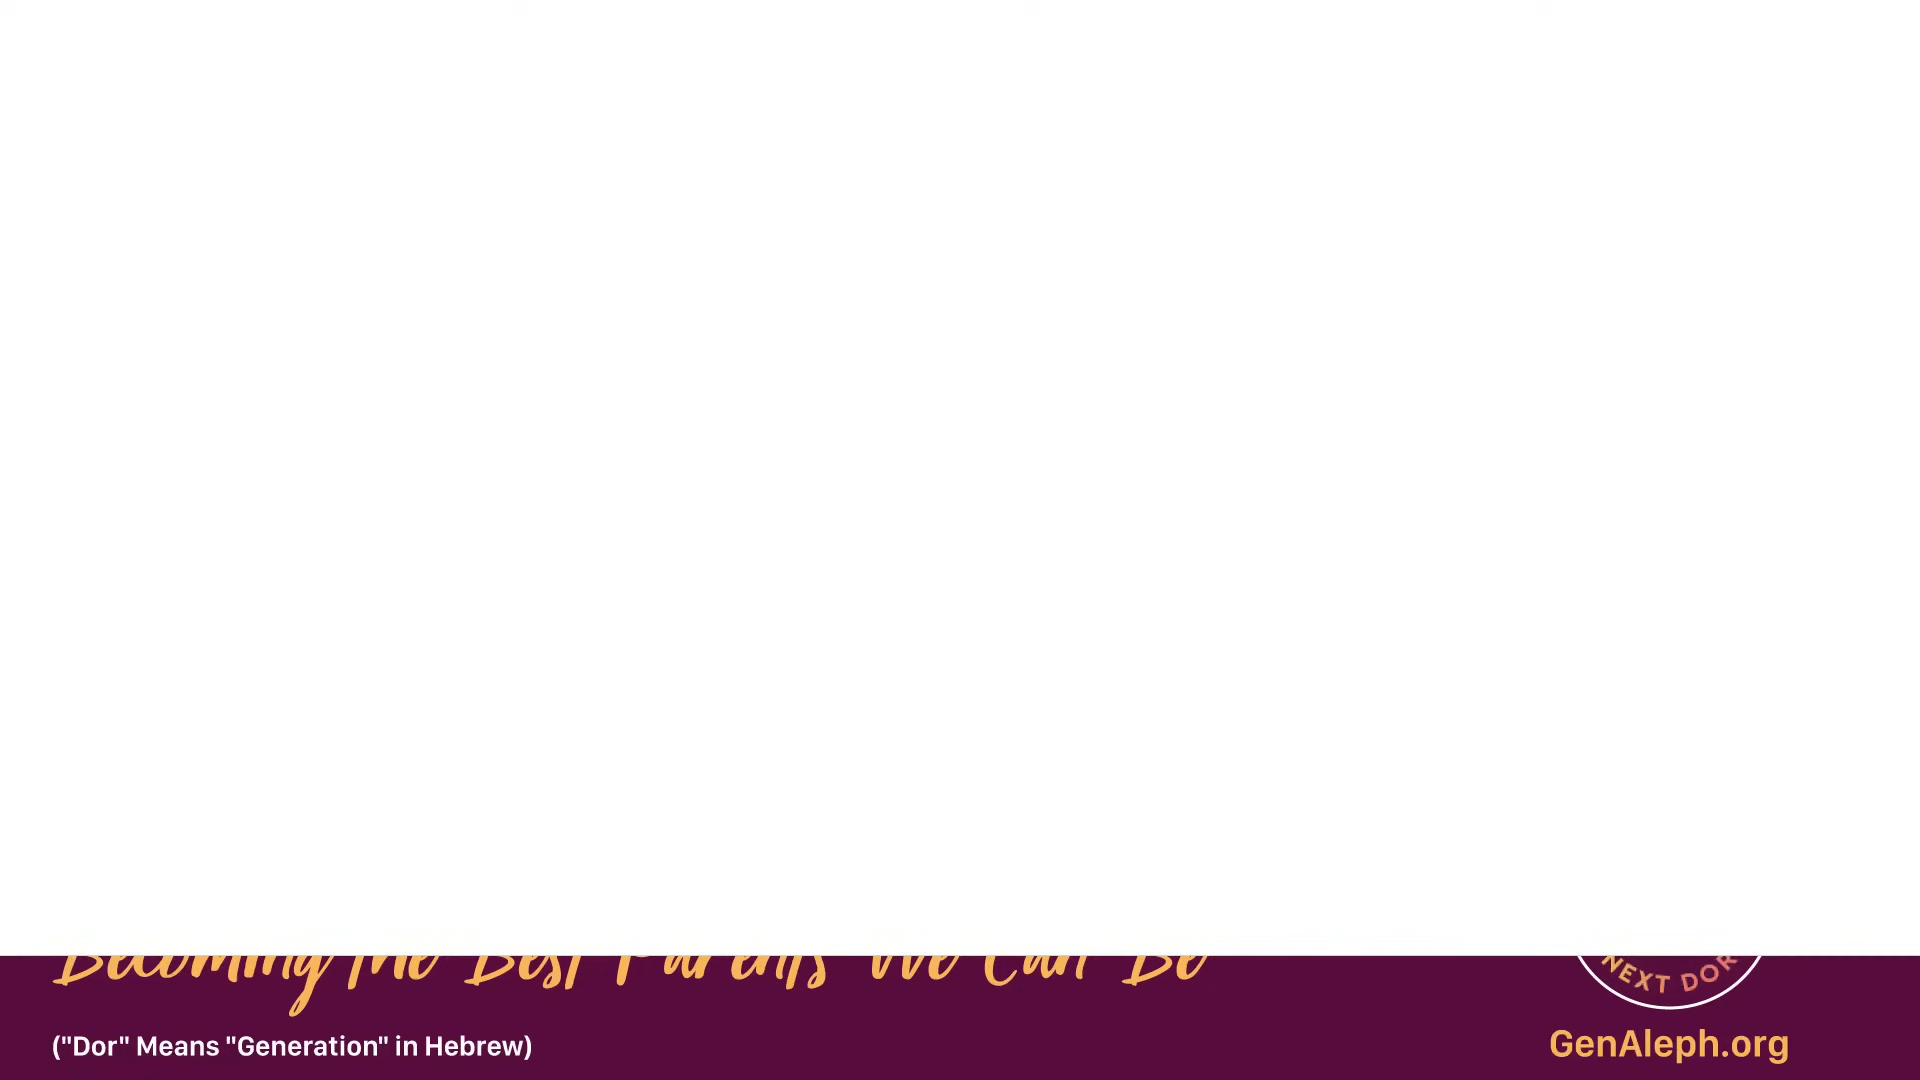 Becoming the Best Parents We Can Be
NEXT DOR
("Dor" Means "Generation" in Hebrew)
GenAleph.org